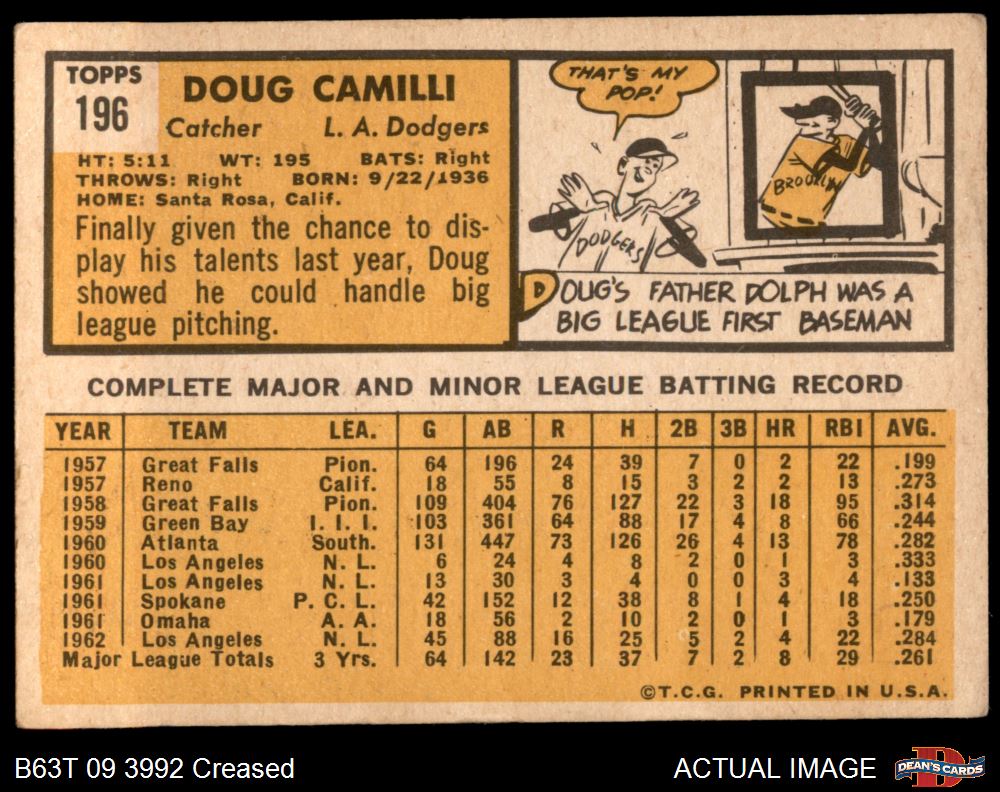 TOPPS
196
DOUG CAMILLI
Catcher L. A. Dodgers
HT: 5:11 WT: 195 BATS: Right
THROWS: Right BORN: 9/22/1936
HOME: Santa Rosa, Calif.
Finally given the chance to dis-
play his talents last year, Doug
showed he could handle big
league pitching.
THAT'S MY
POP!
DODGERS
BROOKLYN
DOUG'S FATHER DOLPH WAS A
BIG LEAGUE FIRST BASEMAN
COMPLETE MAJOR AND MINOR LEAGUE BATTING RECORD
YEAR TEAM LEA. G AB R H 2B 3B HR RBI AVG.
1957 Great Falls Pion. 64 196 24 39 7 0 2 22 .199
1957 Reno Calif. 18 55 8 15 3 2 2 13 .273
1958 Great Falls Pion. 109 404 76 127 22 3 18 95 .314
1959 Green Bay I. I. I. 103 361 64 88 17 4 8 66 .244
1960 Atlanta South. 131 447 73 126 26 4 13 78 .282
1960 Los Angeles N. L. 6 24 4 8 2 0 1 3 .333
1961 Los Angeles N. L. 13 30 3 4 0 0 3 4 .133
1961 Spokane P. C. L. 42 152 12 38 8 1 4 18 .250
1961 Omaha A. A. 18 56 2 10 2 0 1 3 .179
1962 Los Angeles N. L. 45 88 16 25 5 2 4 22 .284
Major League Totals 3 Yrs. 64 142 23 37 7 2 8 29 .261
©T.C.G. PRINTED IN U.S.A.
B63T 09 3992 Creased
ACTUAL IMAGE
D
DEAN'S CARDS